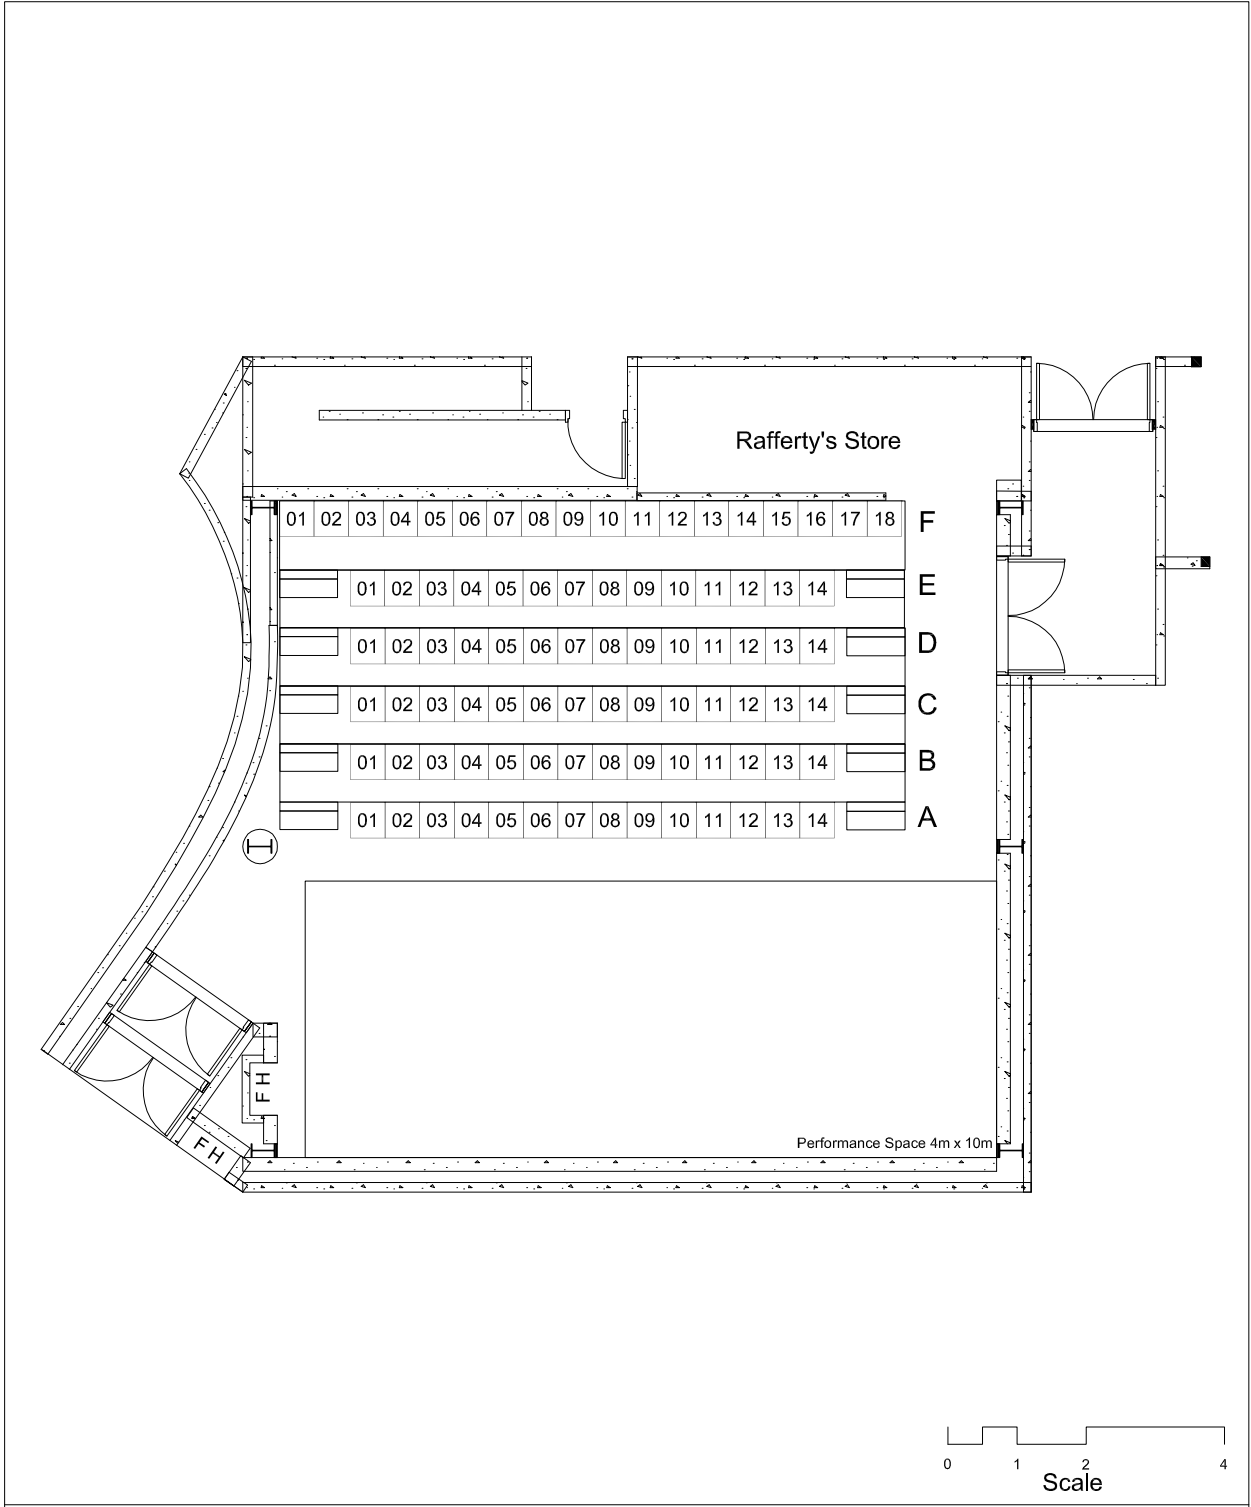 Rafferty's Store
01 02 03 04 05 06 07 08 09 10 11 12 13 14 15 16 17 18 F
01 02 03 04 05 06 07 08 09 10 11 12 13 14 E
01 02 03 04 05 06 07 08 09 10 11 12 13 14 D
01 02 03 04 05 06 07 08 09 10 11 12 13 14 C
01 02 03 04 05 06 07 08 09 10 11 12 13 14 B
01 02 03 04 05 06 07 08 09 10 11 12 13 14 A
F H
F H
Performance Space 4m x 10m
0 1 2 4
Scale